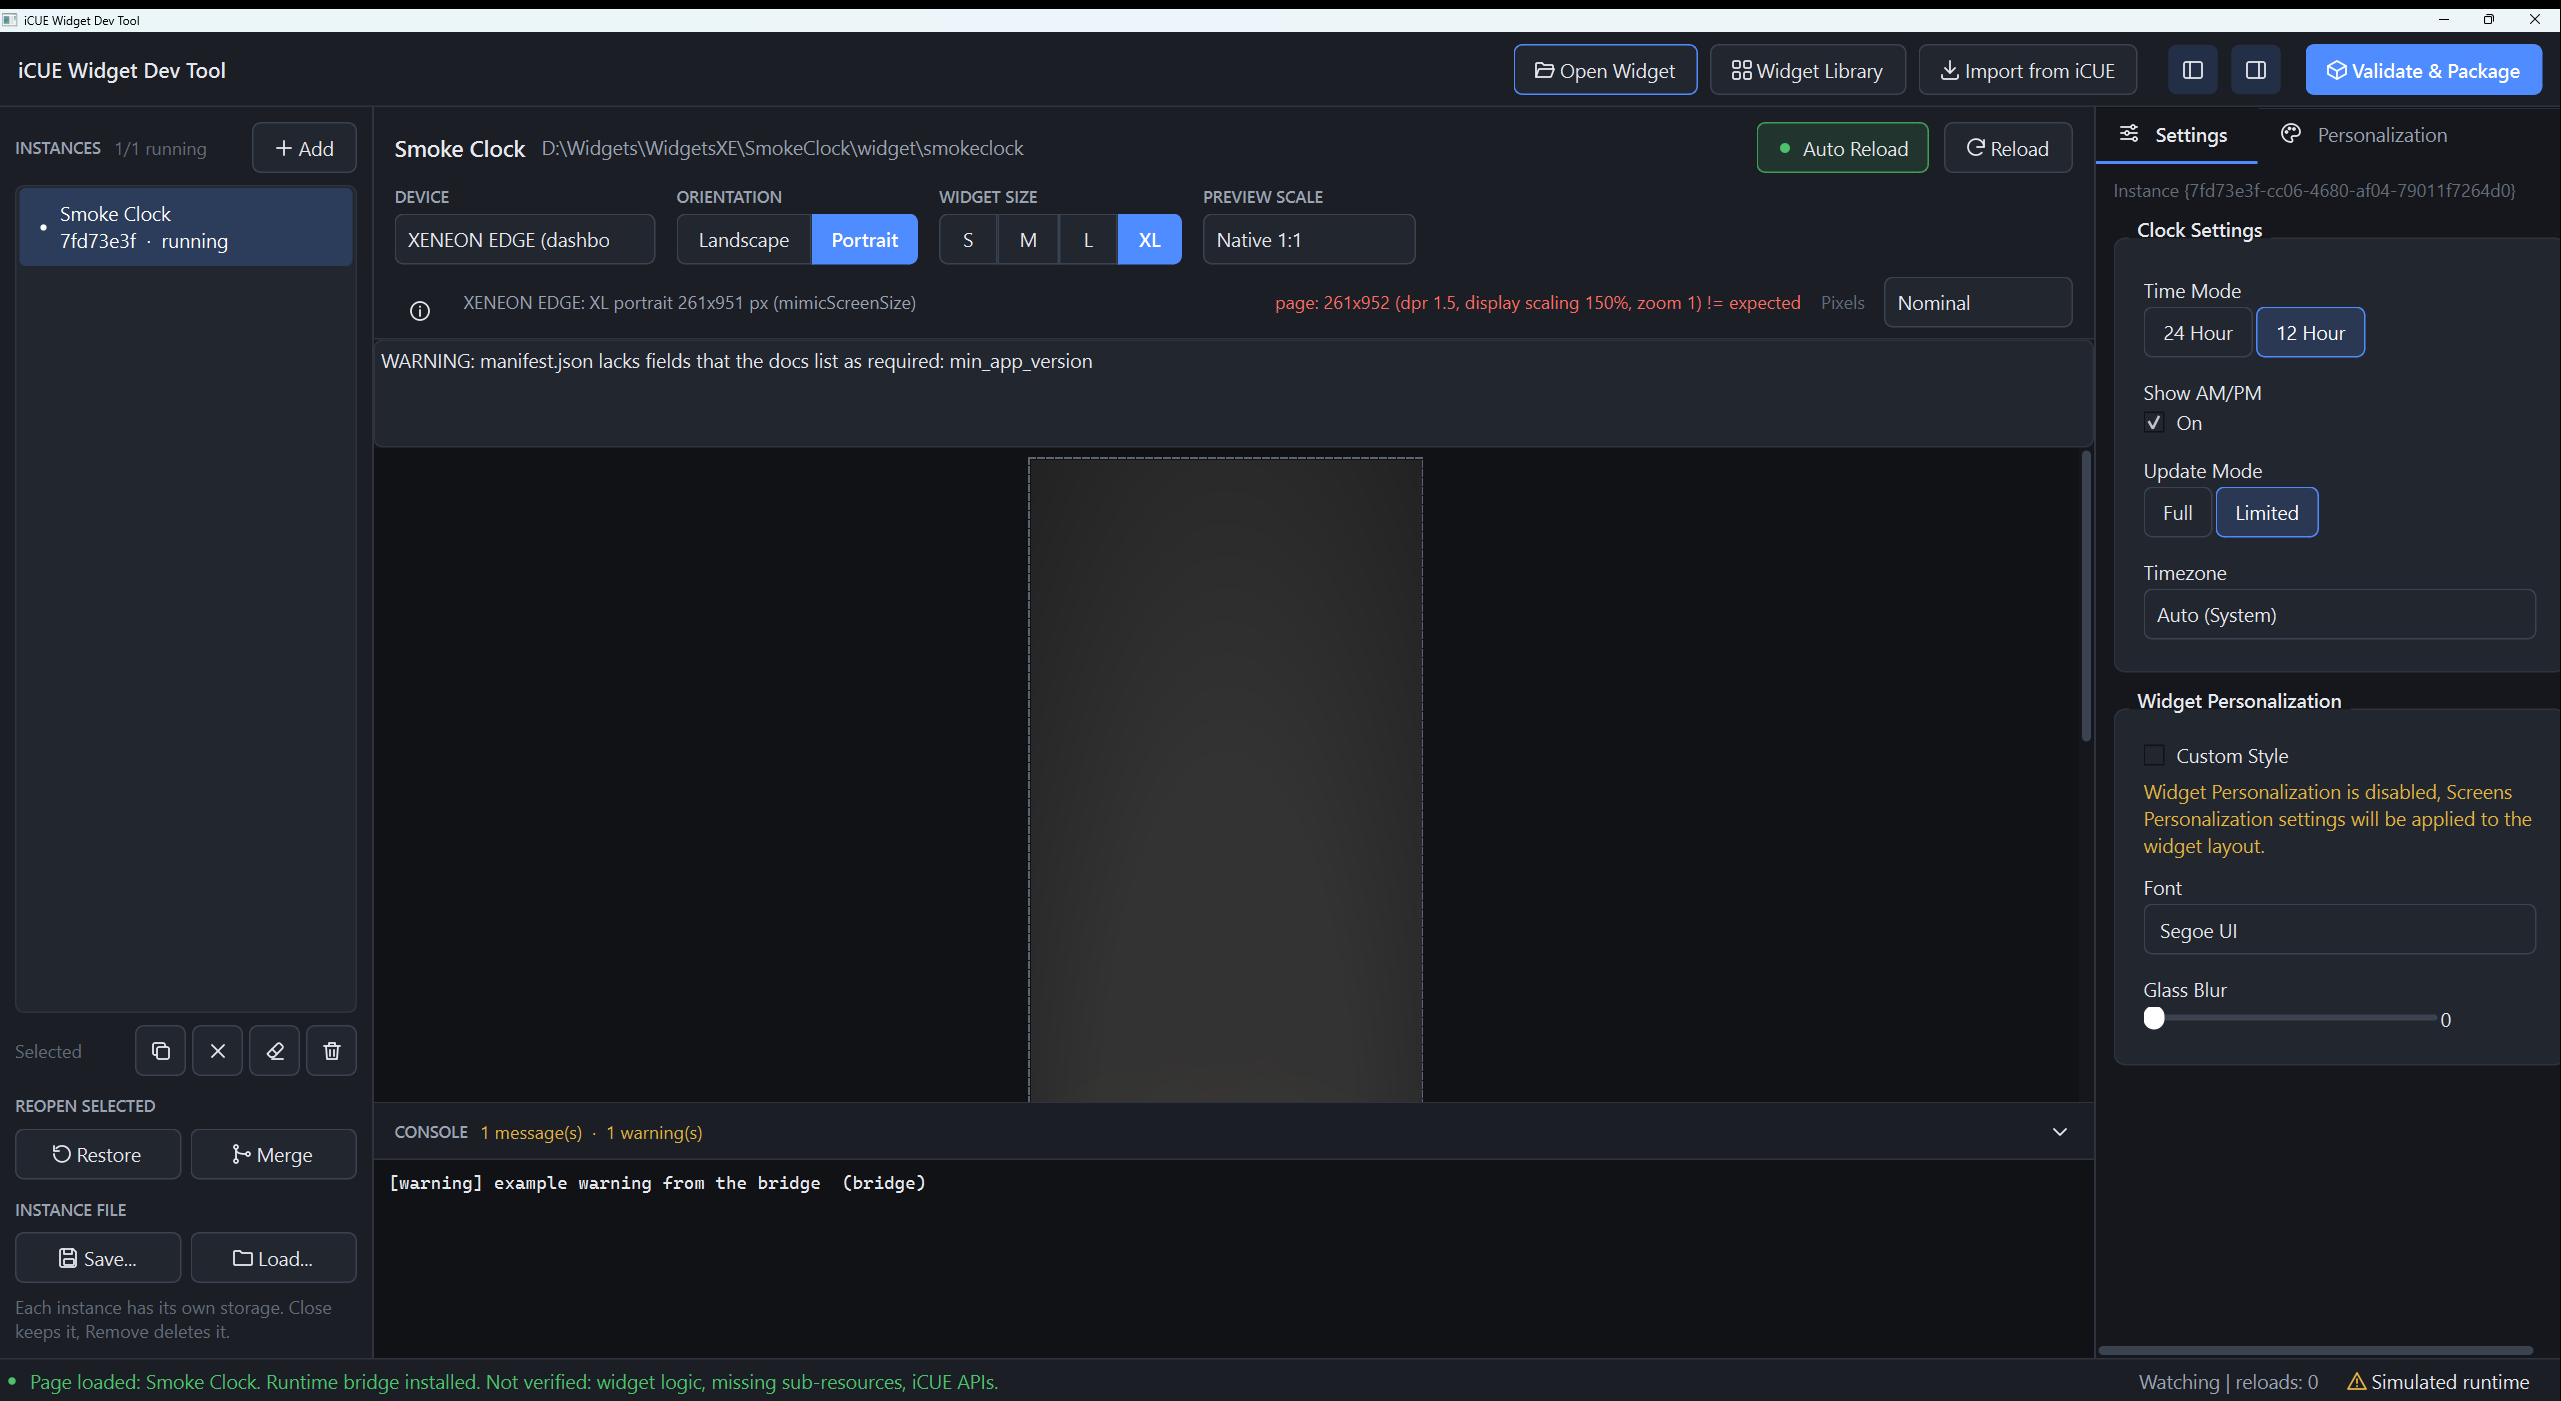 iCUE Widget Dev Tool
iCUE Widget Dev Tool
Open Widget
Widget Library
Import from iCUE
Validate & Package
INSTANCES 1/1 running
Add
Smoke Clock
7fd73e3f · running
Selected
REOPEN SELECTED
Restore
Merge
INSTANCE FILE
Save...
Load...
Each instance has its own storage. Close
keeps it, Remove deletes it.
Smoke Clock D:\Widgets\WidgetsXE\SmokeClock\widget\smokeclock
Auto Reload
Reload
DEVICE
XENEON EDGE (dashbo
ORIENTATION
Landscape
Portrait
WIDGET SIZE
S
M
L
XL
PREVIEW SCALE
Native 1:1
XENEON EDGE: XL portrait 261x951 px (mimicScreenSize)
page: 261x952 (dpr 1.5, display scaling 150%, zoom 1) != expected
Pixels
Nominal
WARNING: manifest.json lacks fields that the docs list as required: min_app_version
CONSOLE 1 message(s) · 1 warning(s)
[warning] example warning from the bridge (bridge)
Settings
Personalization
Instance {7fd73e3f-cc06-4680-af04-79011f7264d0}
Clock Settings
Time Mode
24 Hour
12 Hour
Show AM/PM
On
Update Mode
Full
Limited
Timezone
Auto (System)
Widget Personalization
Custom Style
Widget Personalization is disabled, Screens
Personalization settings will be applied to the
widget layout.
Font
Segoe UI
Glass Blur
0
Page loaded: Smoke Clock. Runtime bridge installed. Not verified: widget logic, missing sub-resources, iCUE APIs.
Watching | reloads: 0
Simulated runtime